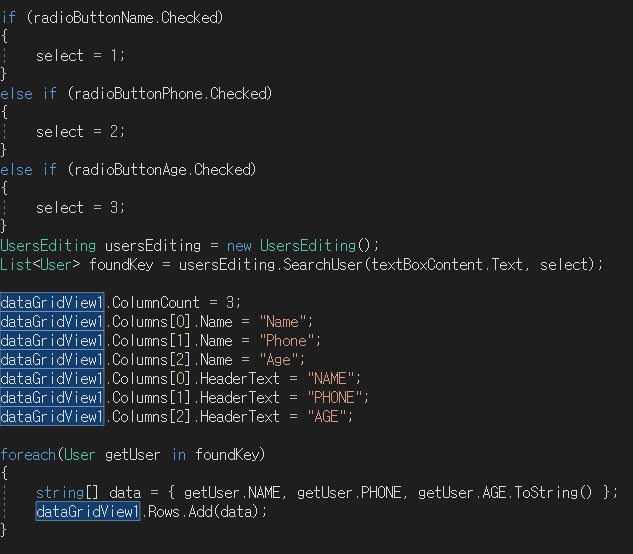 if (radioButtonName.Checked)
{
    select = 1;
}
else if (radioButtonPhone.Checked)
{
    select = 2;
}
else if (radioButtonAge.Checked)
{
    select = 3;
}
UsersEditing usersEditing = new UsersEditing();
List<User> foundKey = usersEditing.SearchUser(textBoxContent.Text, select);

dataGridView1.ColumnCount = 3;
dataGridView1.Columns[0].Name = "Name";
dataGridView1.Columns[1].Name = "Phone";
dataGridView1.Columns[2].Name = "Age";
dataGridView1.Columns[0].HeaderText = "NAME";
dataGridView1.Columns[1].HeaderText = "PHONE";
dataGridView1.Columns[2].HeaderText = "AGE";

foreach(User getUser in foundKey)
{
    string[] data = { getUser.NAME, getUser.PHONE, getUser.AGE.ToString() };
    dataGridView1.Rows.Add(data);
}